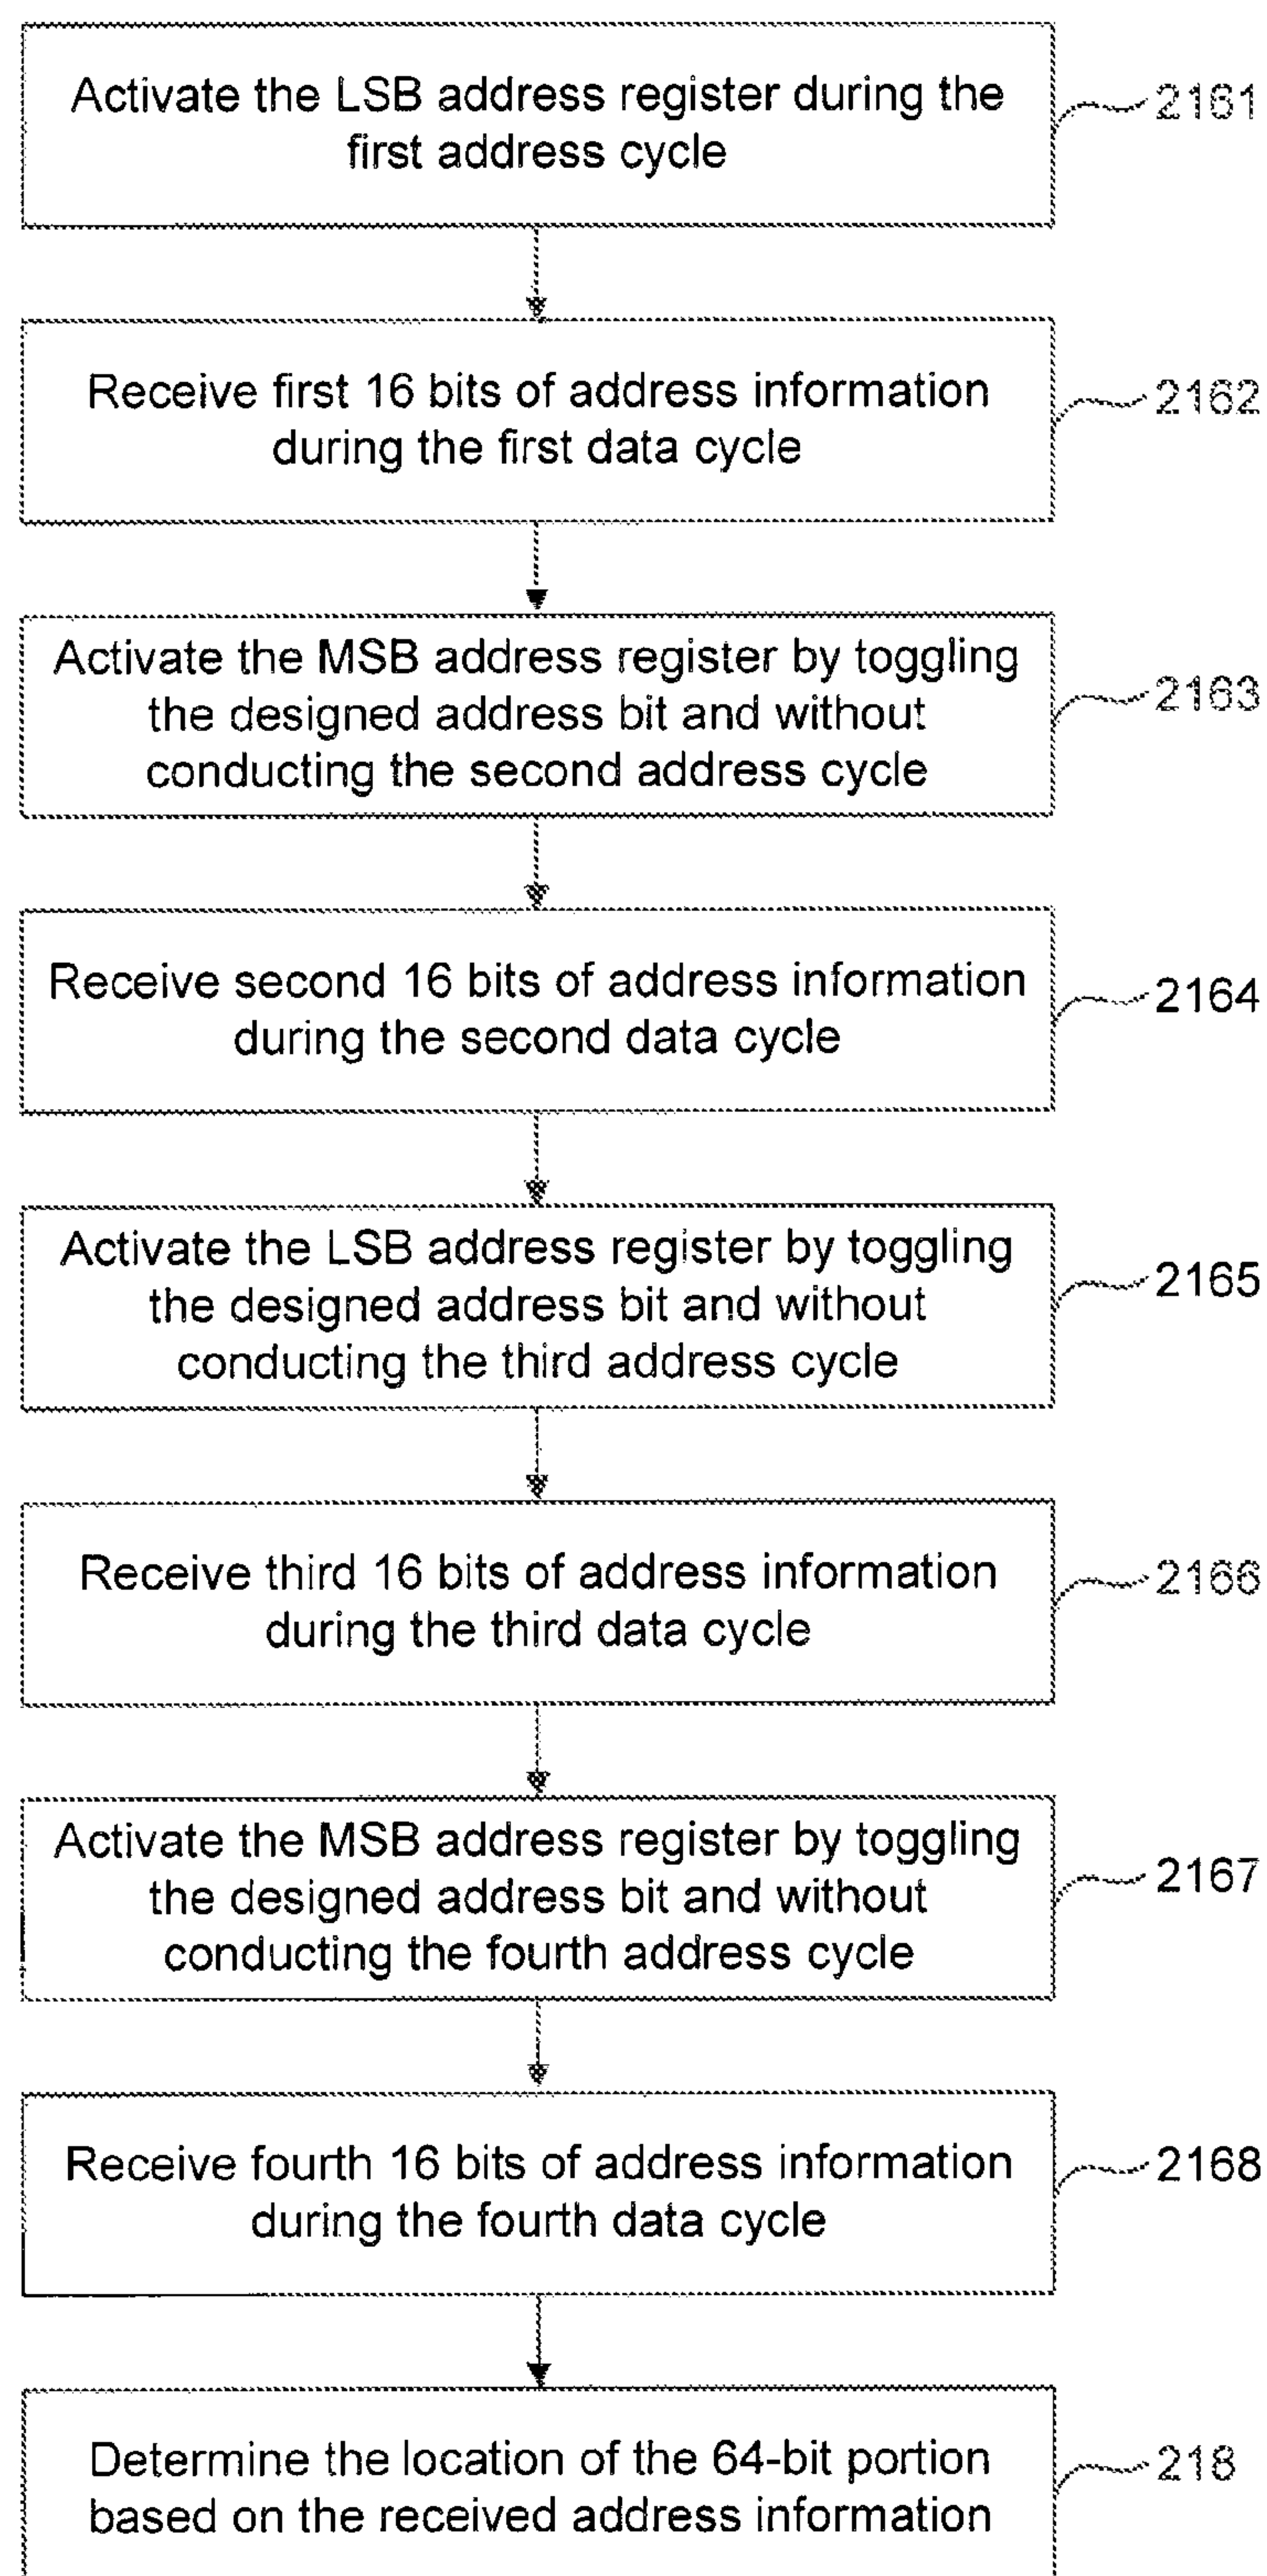 Activate the LSB address register during the
first address cycle
2161
Receive first 16 bits of address information
during the first data cycle
2162
Activate the MSB address register by toggling
the designed address bit and without
conducting the second address cycle
2163
Receive second 16 bits of address information
during the second data cycle
2164
Activate the LSB address register by toggling
the designed address bit and without
conducting the third address cycle
2165
Receive third 16 bits of address information
during the third data cycle
2166
Activate the MSB address register by toggling
the designed address bit and without
conducting the fourth address cycle
2167
Receive fourth 16 bits of address information
during the fourth data cycle
2168
Determine the location of the 64-bit portion
based on the received address information
218